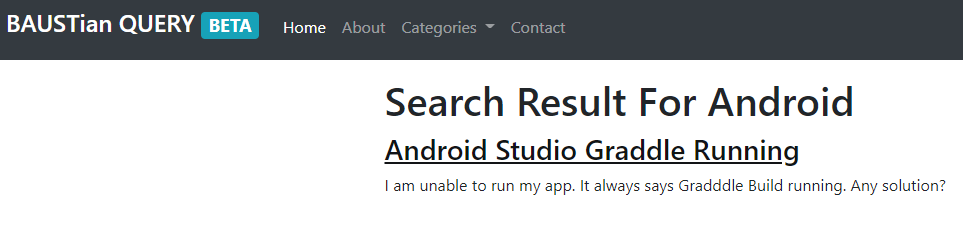 BAUSTian QUERY BETA Home About Categories Contact
Search Result For Android
Android Studio Graddle Running
I am unable to run my app. It always says Gradddle Build running. Any solution?